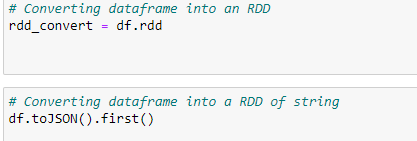 # Converting dataframe into an RDD
rdd_convert = df.rdd
# Converting dataframe into a RDD of string
df.toJSON().first()